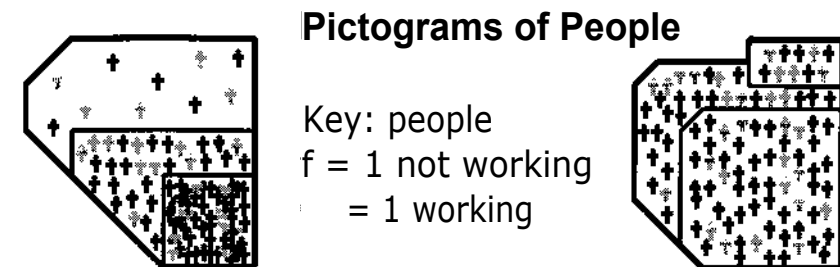 Pictograms of People
Key: people
f = 1 not working
= 1 working